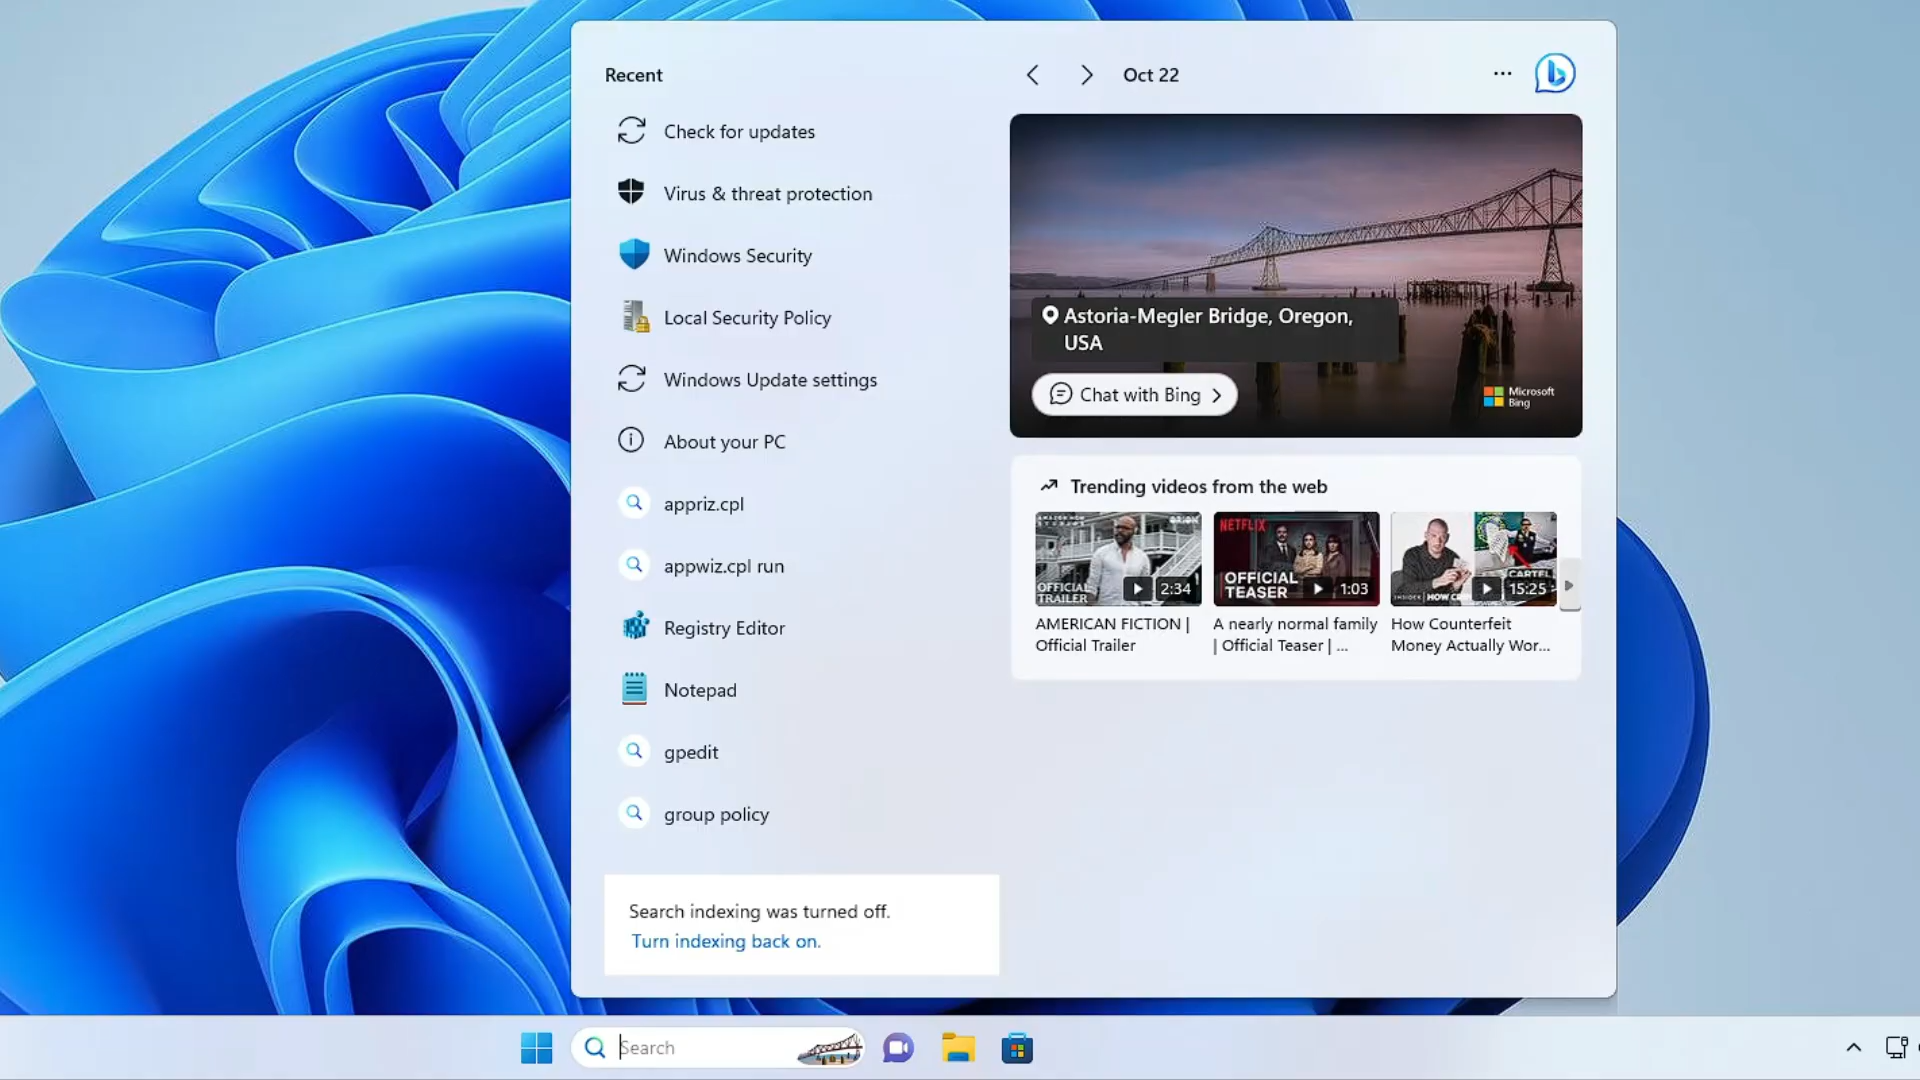 Recent
Check for updates
Virus & threat protection
Windows Security
Local Security Policy
Windows Update settings
About your PC
appriz.cpl
appwiz.cpl run
Registry Editor
Notepad
gpedit
group policy
Search indexing was turned off.
Turn indexing back on.
Oct 22
Astoria-Megler Bridge, Oregon,
USA
Chat with Bing
Microsoft
Bing
Trending videos from the web
ORION
OFFICIAL
TRAILER
2:34
AMERICAN FICTION |
Official Trailer
NETFLIX
OFFICIAL
TEASER
1:03
A nearly normal family
| Official Teaser | ...
CARTEL
15:25
How Counterfeit
Money Actually Wor...
Search